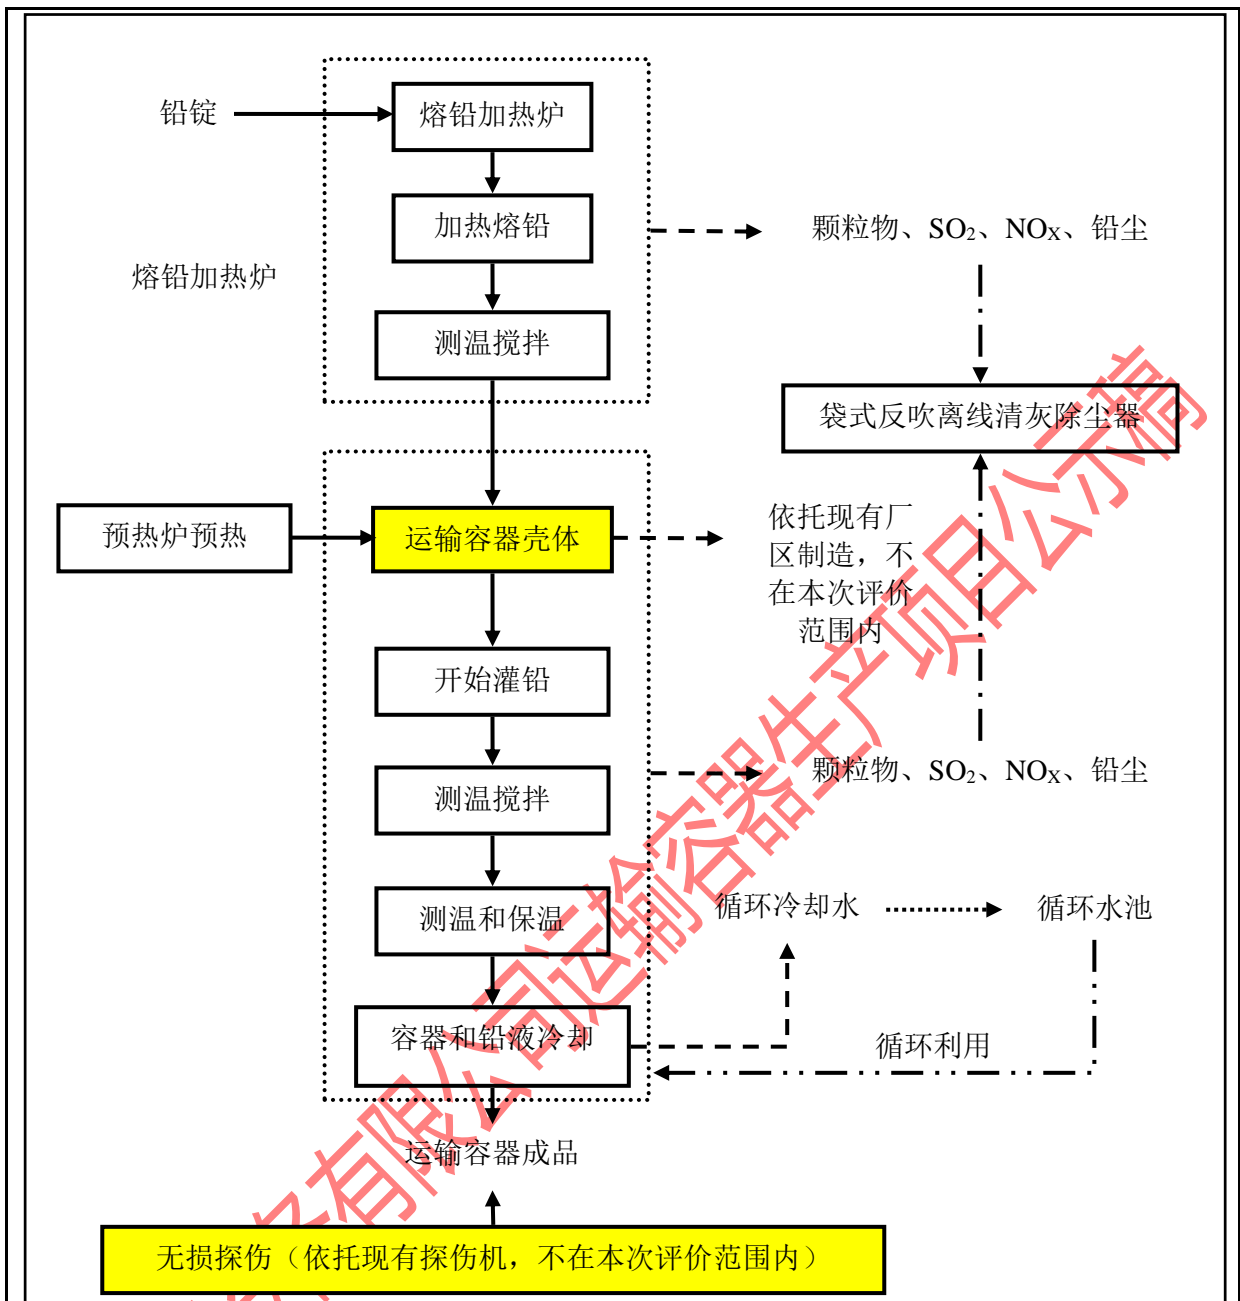 铅锭
熔铅加热炉
加热熔铅
颗粒物、SO₂、NOX、铅尘
熔铅加热炉
测温搅拌
袋式反吹离线清灰除尘器
预热炉预热
运输容器壳体
依托现有厂
区制造，不
在本次评价
范围内
开始灌铅
测温搅拌
颗粒物、SO₂、NOX、铅尘
测温和保温
循环冷却水
循环水池
容器和铅液冷却
循环利用
运输容器成品
无损探伤（依托现有探伤机，不在本次评价范围内）
有限公司运输容器生产项目公示稿